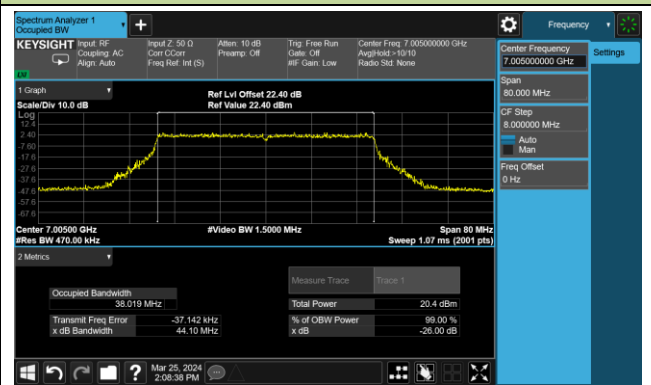 Spectrum Analyzer 1
Occupied BW
Frequency
KEYSIGHT
Input: RF
Coupling: AC
Align: Auto
Input Z: 50 Ω
Corr CCorr
Freq Ref: Int (S)
Atten: 10 dB
Preamp: Off
Trig: Free Run
Gate: Off
#IF Gain: Low
Center Freq: 7.005000000 GHz
Avg|Hold:>10/10
Radio Std: None
Center Frequency
7.005000000 GHz
Settings
Span
80.000 MHz
CF Step
8.000000 MHz
Auto
Man
Freq Offset
0 Hz
1 Graph
Scale/Div 10.0 dB
Ref Lvl Offset 22.40 dB
Ref Value 22.40 dBm
Log
12.4
2.40
-7.60
-17.6
-27.6
-37.6
-47.6
-57.6
-67.6
Center 7.00500 GHz
#Res BW 470.00 kHz
#Video BW 1.5000 MHz
Span 80 MHz
Sweep 1.07 ms (2001 pts)
2 Metrics
Measure Trace
Trace 1
Occupied Bandwidth
38.019 MHz
Total Power
20.4 dBm
Transmit Freq Error
-37.142 kHz
% of OBW Power
99.00 %
x dB Bandwidth
44.10 MHz
x dB
-26.00 dB
?
Mar 25, 2024
2:08:38 PM